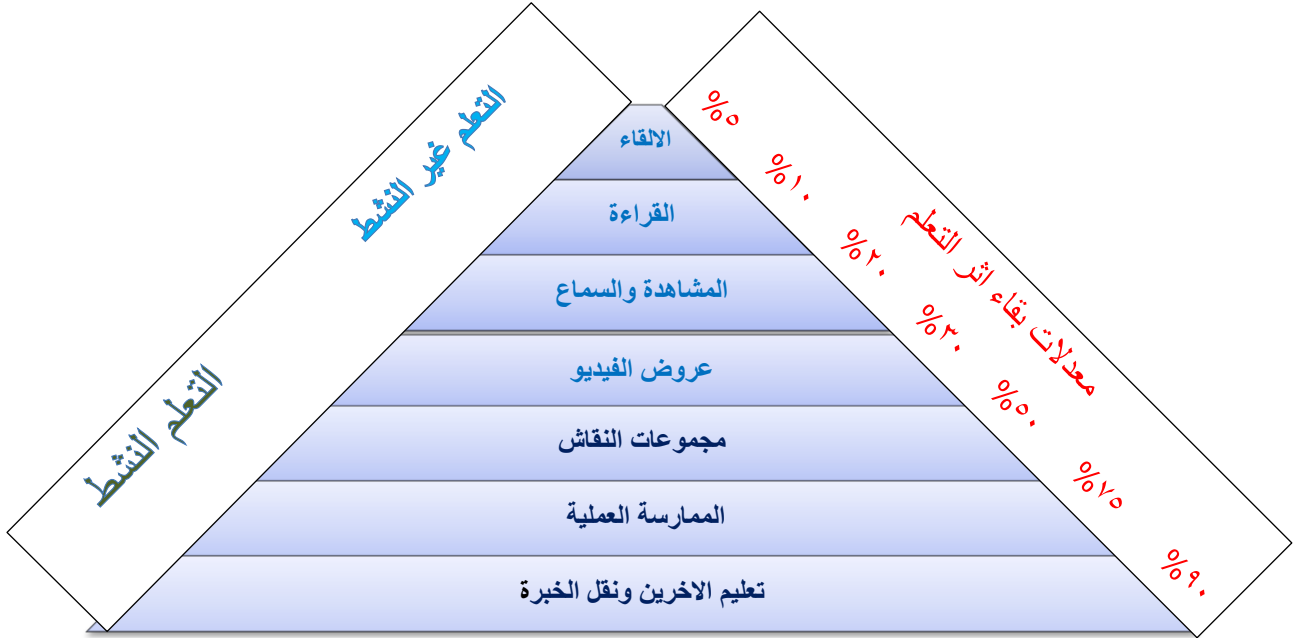 التعلم غير النشط
التعلم النشط
الالقاء
القراءة
المشاهدة والسماع
عروض الفيديو
مجموعات النقاش
الممارسة العملية
تعليم الاخرين ونقل الخبرة
معدلات بقاء اثر التعلم
%٥
%١٠
%٢٠
%٣٠
%٥٠
%٧٥
%٩٠